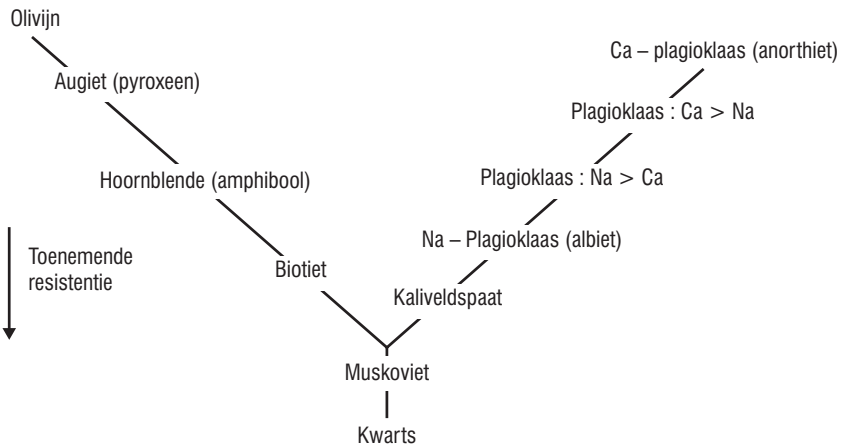 Olivijn
Ca – plagioklaas (anorthiet)
Augiet (pyroxeen)
Plagioklaas : Ca > Na
Hoornblende (amphibool)
Plagioklaas : Na > Ca
Na – Plagioklaas (albiet)
Toenemende
resistentie
Biotiet
Kaliveldspaat
Muskoviet
Kwarts